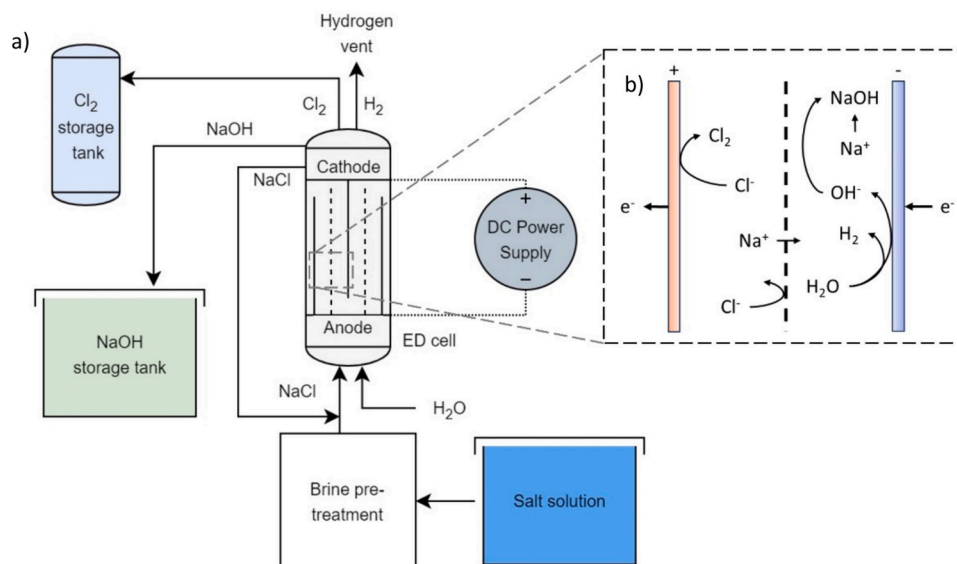 a)
Hydrogen
vent
Cl₂
storage
tank
Cl₂
H₂
NaOH
NaCl
Cathode
+
DC Power
Supply
−
Anode
ED cell
NaOH
storage tank
NaCl
H₂O
Brine pre-
treatment
Salt solution
b)
+
-
Cl₂
Cl⁻
e⁻
Na⁺
Cl⁻
NaOH
Na⁺
OH⁻
H₂
H₂O
e⁻